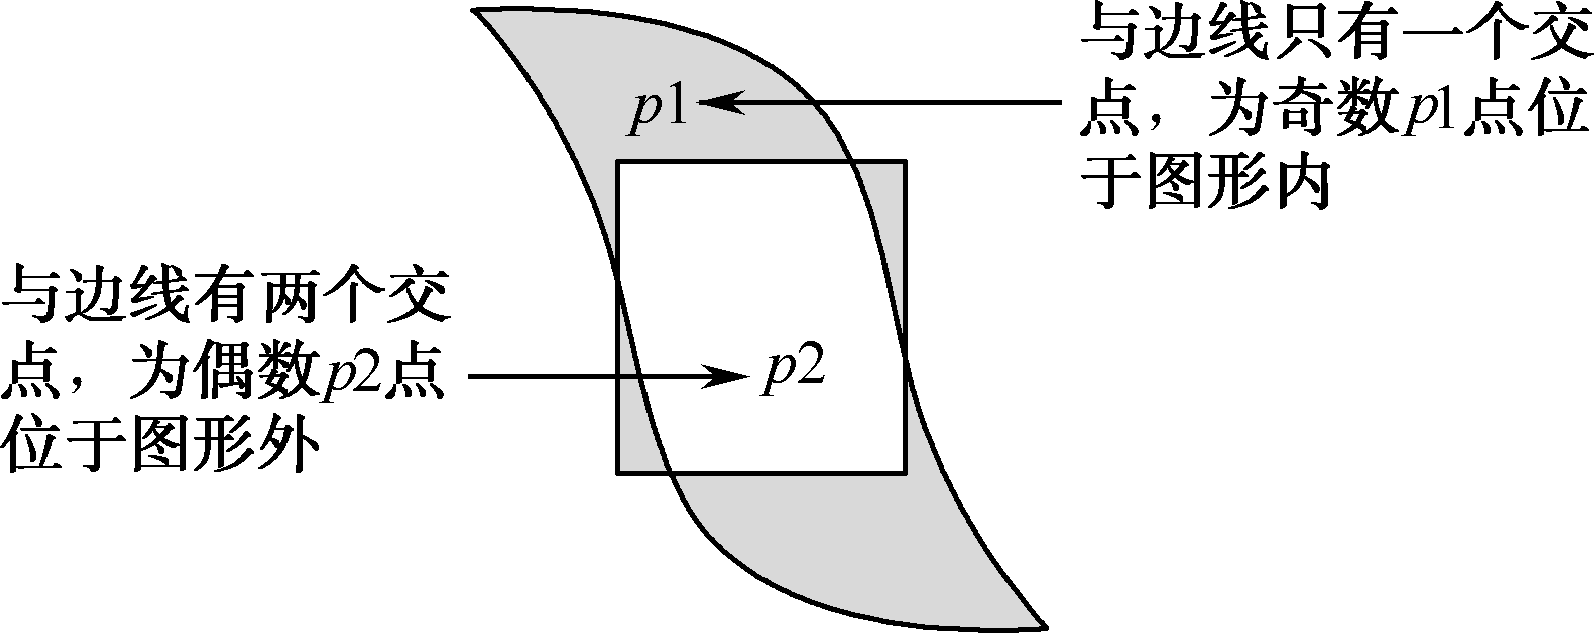 与边线只有一个交
点，为奇数p1点位
于图形内
p1
与边线有两个交
点，为偶数p2点
位于图形外
p2